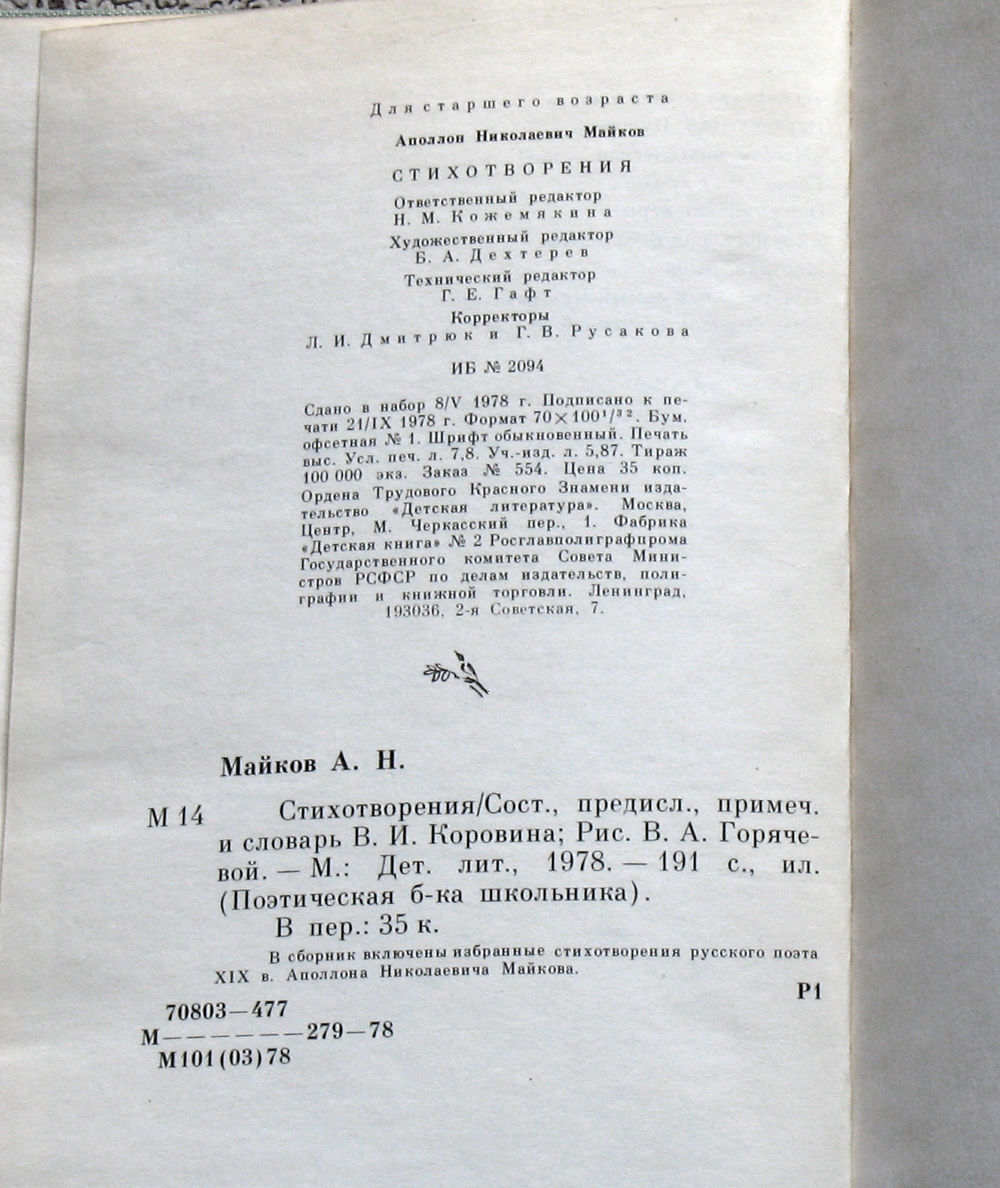 Для старшего возраста
Аполлон Николаевич Майков
СТИХОТВОРЕНИЯ
Ответственный редактор
Н. М. Кожемякина
Художественный редактор
Б. А. Дехтерев
Технический редактор
Г. Е. Гафт
Корректоры
Л. И. Дмитрюк и Г. В. Русакова
ИБ № 2094
Сдано в набор 8/V 1978 г. Подписано к пе-
чати 21/IX 1978 г. Формат 70×100¹/³². Бум.
офсетная № 1. Шрифт обыкновенный. Печать
выс. Усл. печ. л. 7,8. Уч.-изд. л. 5,87. Тираж
100 000 экз. Заказ № 554. Цена 35 коп.
Ордена Трудового Красного Знамени изда-
тельство «Детская литература». Москва,
Центр, М. Черкасский пер., 1. Фабрика
«Детская книга» № 2 Росглавполиграфпрома
Государственного комитета Совета Мини-
стров РСФСР по делам издательств, поли-
графии и книжной торговли. Ленинград,
193036, 2-я Советская, 7.
Майков А. Н.
М 14 Стихотворения/Сост., предисл., примеч.
и словарь В. И. Коровина; Рис. В. А. Горяче-
вой. — М.: Дет. лит., 1978. — 191 с., ил.
(Поэтическая б-ка школьника).
В пер.: 35 к.
В сборник включены избранные стихотворения русского поэта
XIX в. Аполлона Николаевича Майкова.
Р1
70803—477
М——————279—78
М101(03)78